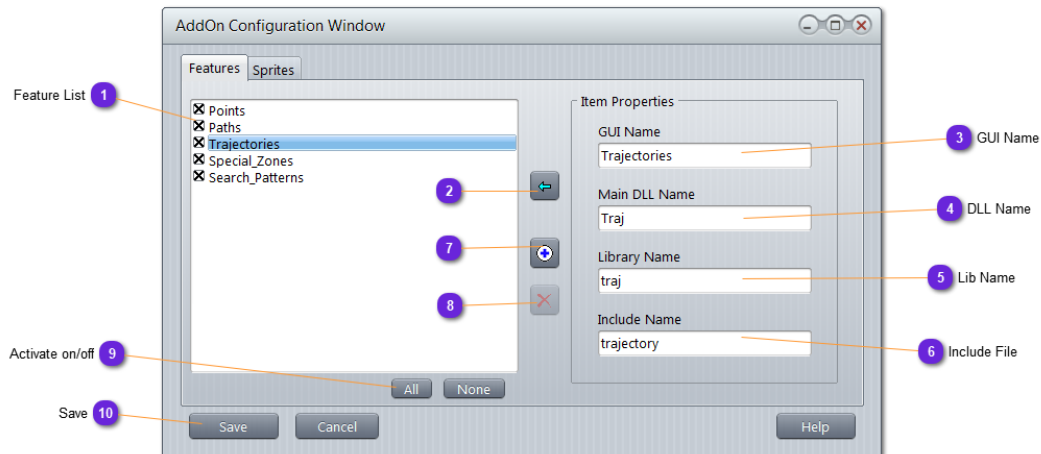 AddOn Configuration Window
Features
Sprites
Feature List 1
Points
Paths
Trajectories
Special_Zones
Search_Patterns
Item Properties
GUI Name
Trajectories
3 GUI Name
2
Main DLL Name
Traj
4 DLL Name
7
Library Name
traj
5 Lib Name
8
Include Name
trajectory
6 Include File
Activate on/off 9
All
None
Save 10
Save
Cancel
Help